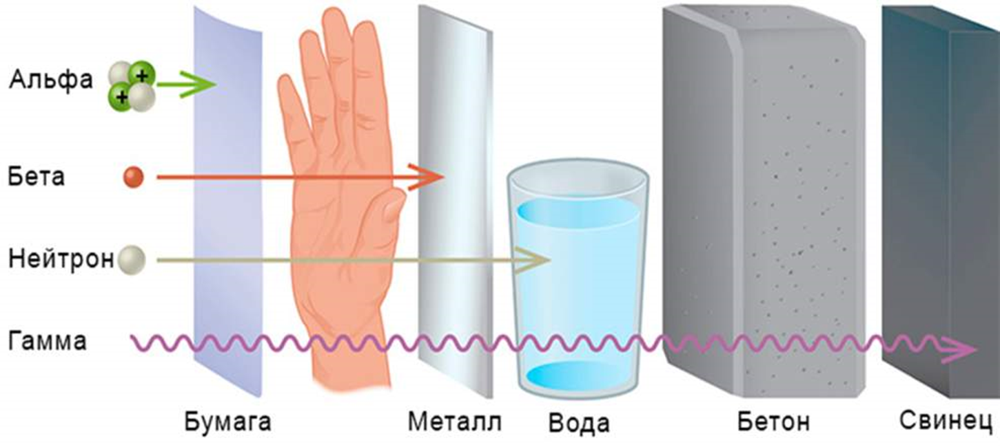 Альфа
Бета
Нейтрон
Гамма
Бумага
Металл
Вода
Бетон
Свинец